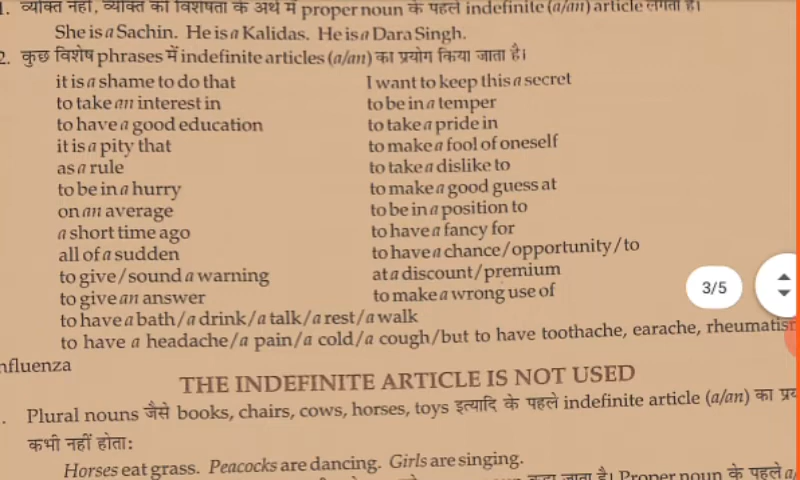 1. व्यक्ति नहीं, व्यक्ति की विशेषता के अर्थ में proper noun के पहले indefinite (a/an) article लगता है।
She is a Sachin. He is a Kalidas. He is a Dara Singh.
2. कुछ विशेष phrases में indefinite articles (a/an) का प्रयोग किया जाता है।
it is a shame to do that I want to keep this a secret
to take an interest in to be in a temper
to have a good education to take a pride in
it is a pity that to make a fool of oneself
as a rule to take a dislike to
to be in a hurry to make a good guess at
on an average to be in a position to
a short time ago to have a fancy for
all of a sudden to have a chance/opportunity/to
to give/sound a warning at a discount/premium
to give an answer to make a wrong use of
3/5
to have a bath/a drink/a talk/a rest/a walk
to have a headache/a pain/a cold/a cough/but to have toothache, earache, rheumatis
nfluenza
THE INDEFINITE ARTICLE IS NOT USED
. Plural nouns जैसे books, chairs, cows, horses, toys इत्यादि के पहले indefinite article (a/an) का प्र
कभी नहीं होता:
Horses eat grass. Peacocks are dancing. Girls are singing.
जाता है। Proper noun के पहले a/